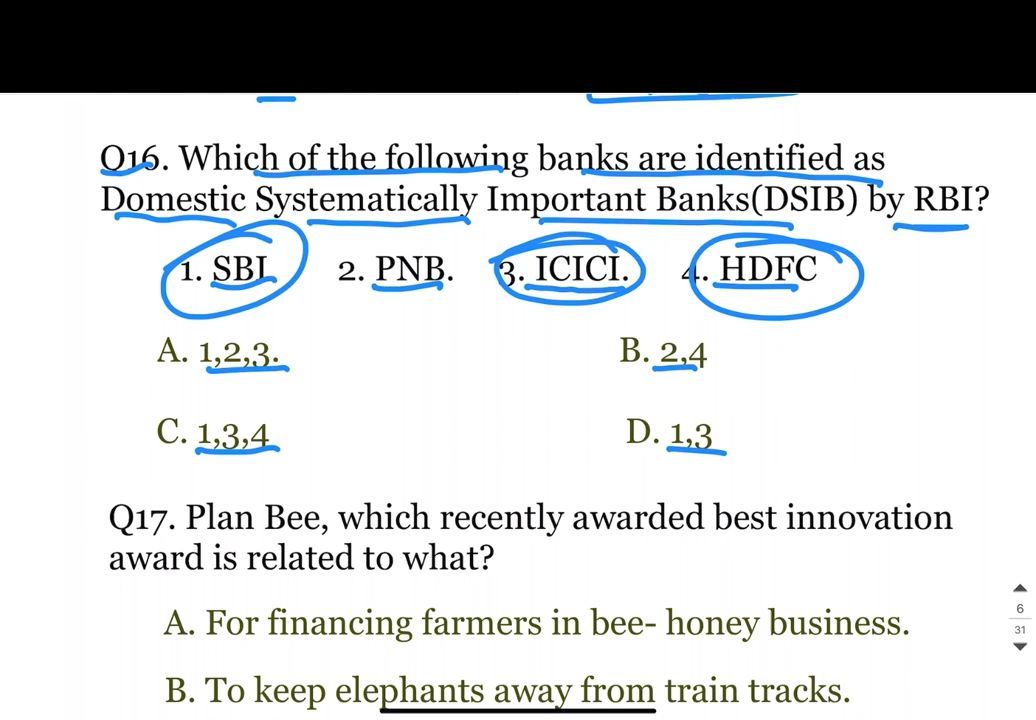 Q16. Which of the following banks are identified as
Domestic Systematically Important Banks(DSIB) by RBI?
1. SBI. 2. PNB. 3. ICICI. 4. HDFC
A. 1,2,3. B. 2,4
C. 1,3,4 D. 1,3
Q17. Plan Bee, which recently awarded best innovation
award is related to what?
A. For financing farmers in bee- honey business.
6
31
B. To keep elephants away from train tracks.